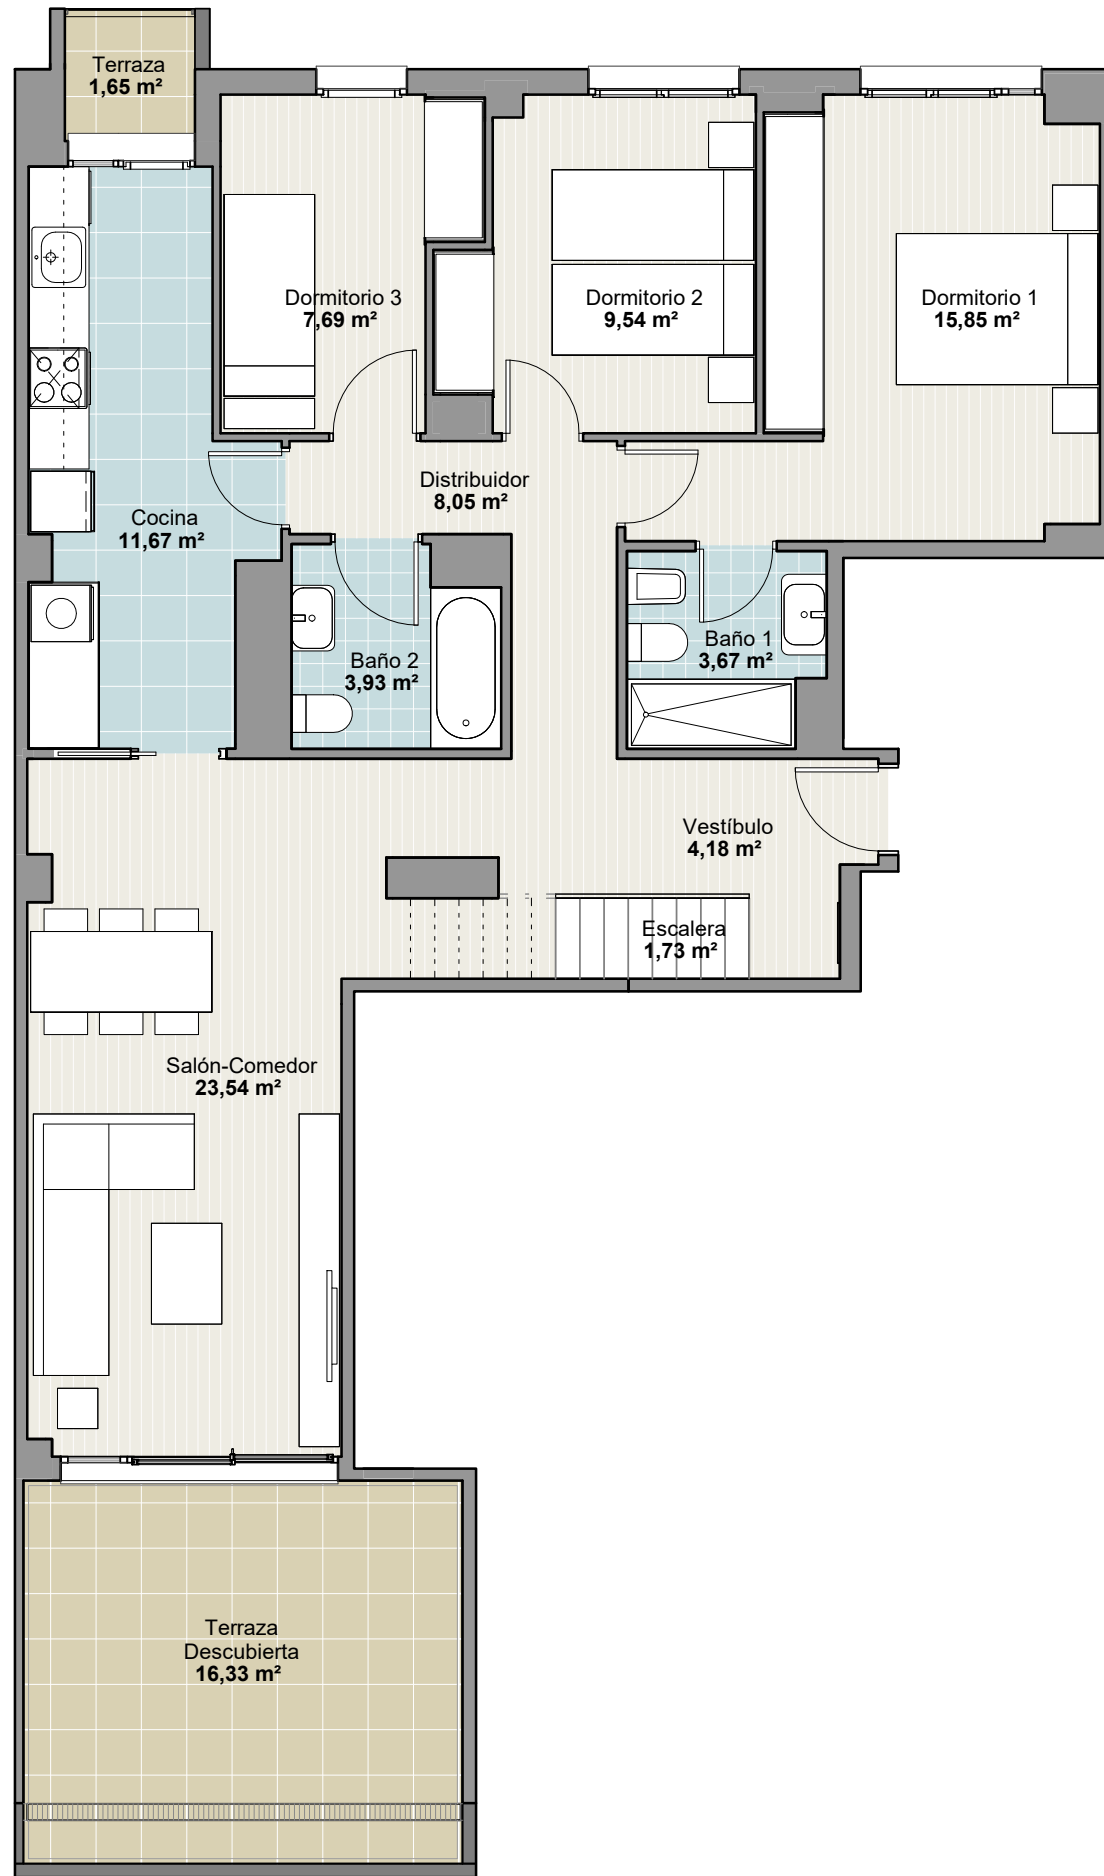 Terraza
1,65 m²
Dormitorio 3
7,69 m²
Dormitorio 2
9,54 m²
Dormitorio 1
15,85 m²
Distribuidor
8,05 m²
Cocina
11,67 m²
Baño 2
3,93 m²
Baño 1
3,67 m²
Vestíbulo
4,18 m²
Escalera
1,73 m²
Salón-Comedor
23,54 m²
Terraza
Descubierta
16,33 m²